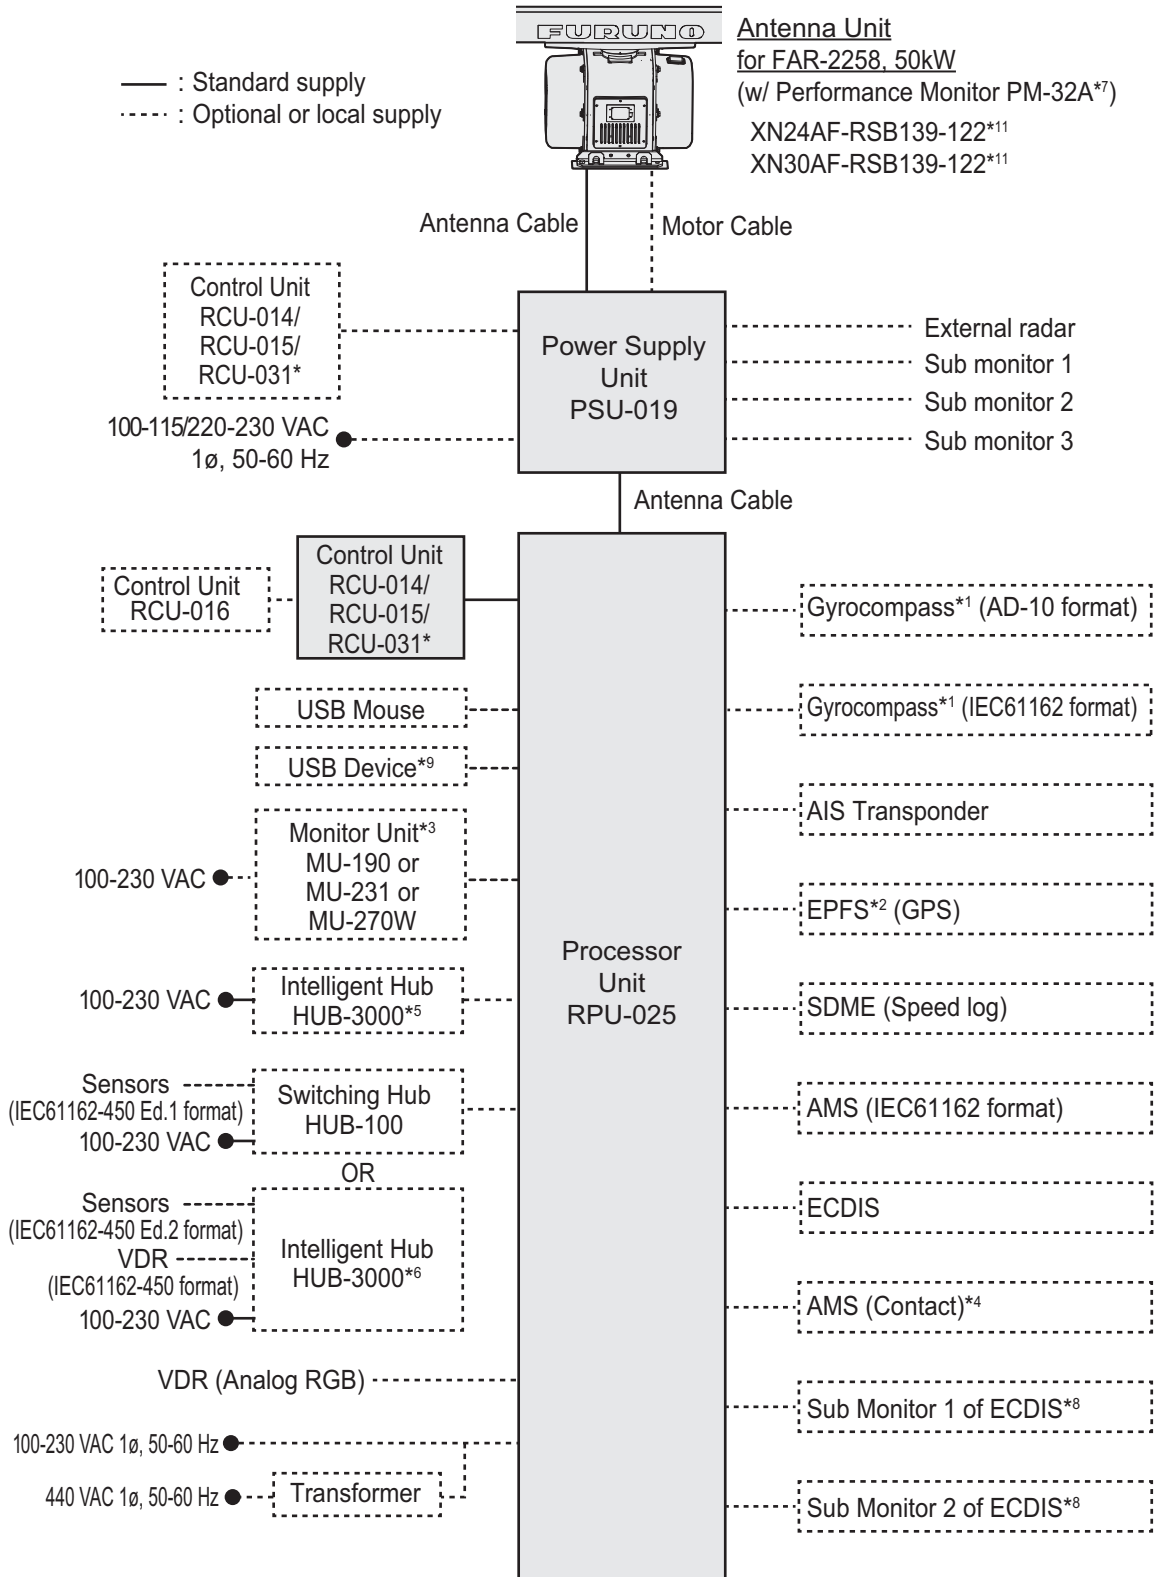 FURUNO
Antenna Unit
for FAR-2258, 50kW
(w/ Performance Monitor PM-32A*7)
XN24AF-RSB139-122*11
XN30AF-RSB139-122*11
: Standard supply
: Optional or local supply
Antenna Cable
Motor Cable
Control Unit
RCU-014/
RCU-015/
RCU-031*
100-115/220-230 VAC
1ø, 50-60 Hz
Power Supply
Unit
PSU-019
External radar
Sub monitor 1
Sub monitor 2
Sub monitor 3
Antenna Cable
Control Unit
RCU-016
Control Unit
RCU-014/
RCU-015/
RCU-031*
USB Mouse
USB Device*9
Monitor Unit*3
MU-190 or
MU-231 or
MU-270W
100-230 VAC
100-230 VAC
Intelligent Hub
HUB-3000*5
Sensors
(IEC61162-450 Ed.1 format)
100-230 VAC
Switching Hub
HUB-100
OR
Sensors
(IEC61162-450 Ed.2 format)
VDR
(IEC61162-450 format)
100-230 VAC
Intelligent Hub
HUB-3000*6
VDR (Analog RGB)
100-230 VAC 1ø, 50-60 Hz
440 VAC 1ø, 50-60 Hz
Transformer
Processor
Unit
RPU-025
Gyrocompass*1 (AD-10 format)
Gyrocompass*1 (IEC61162 format)
AIS Transponder
EPFS*2 (GPS)
SDME (Speed log)
AMS (IEC61162 format)
ECDIS
AMS (Contact)*4
Sub Monitor 1 of ECDIS*8
Sub Monitor 2 of ECDIS*8